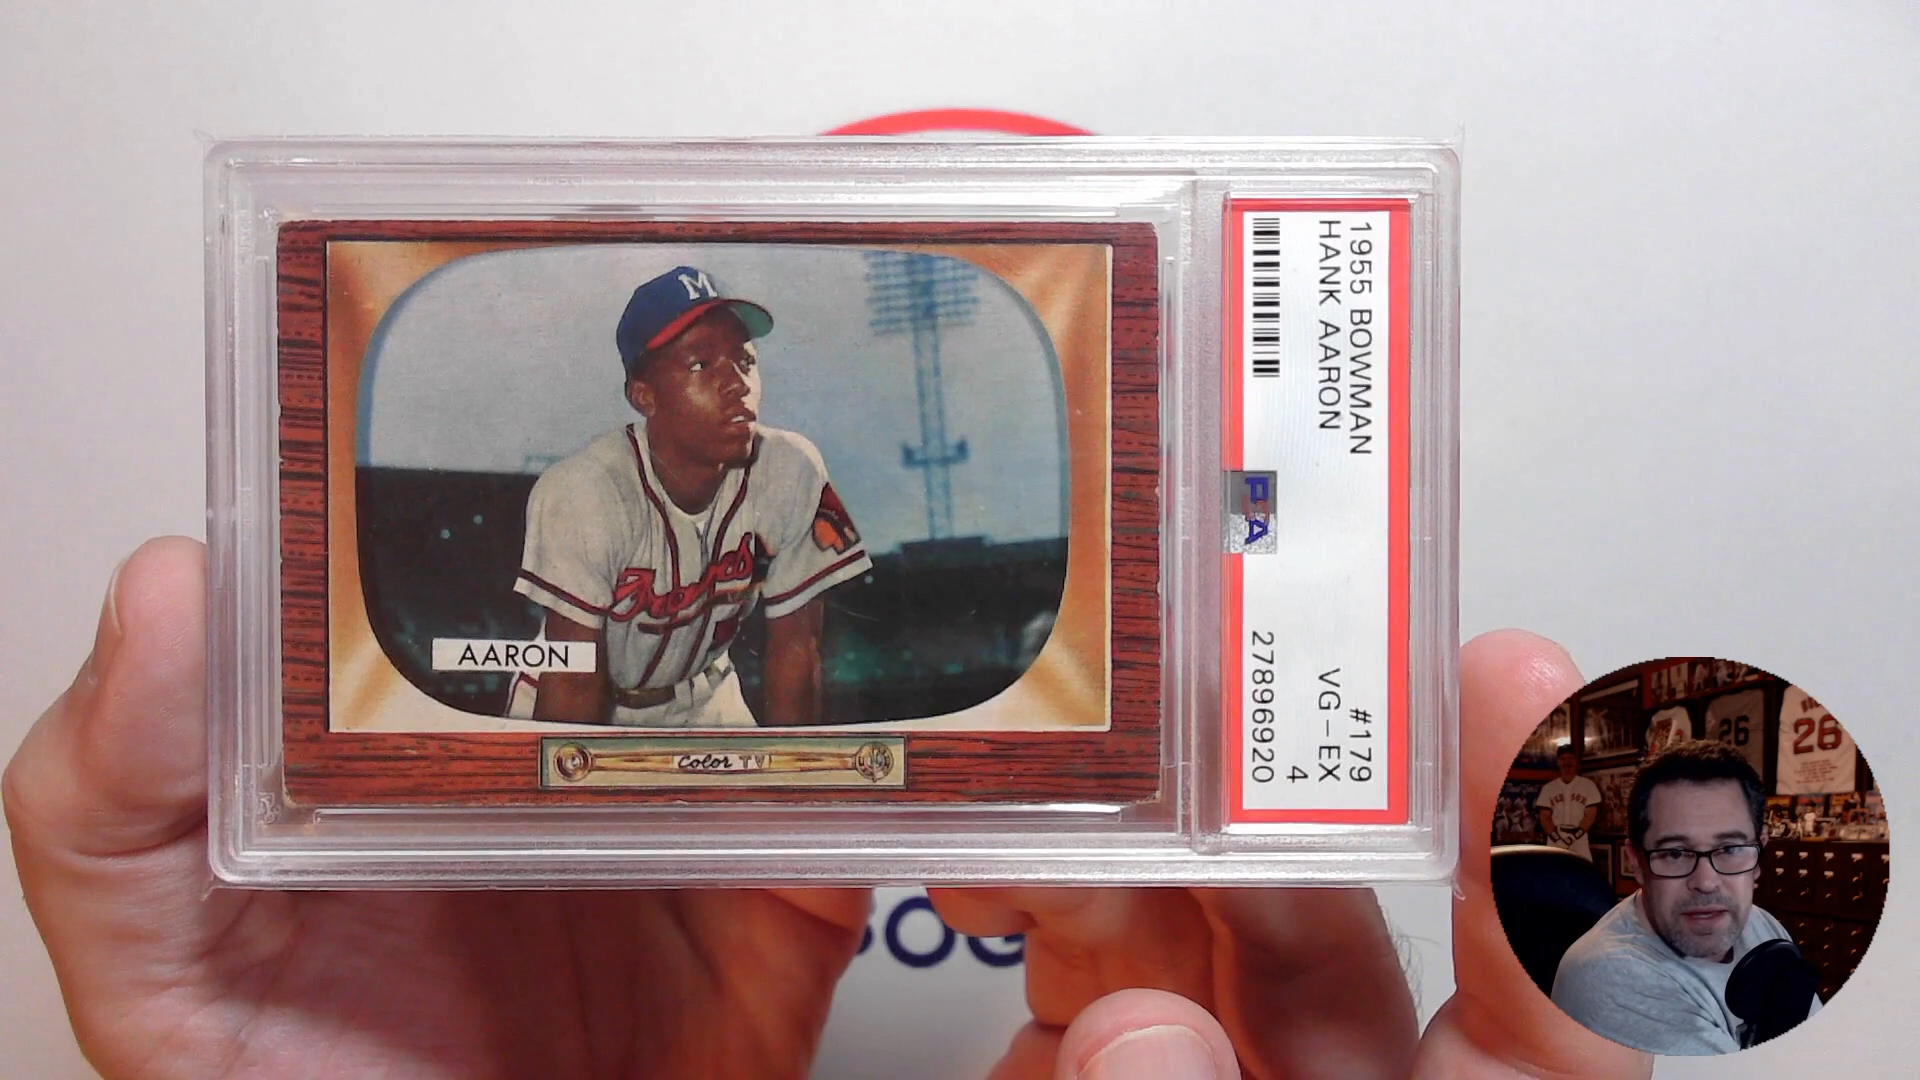 M
Braves
AARON
Color TV
1955 BOWMAN
HANK AARON
#179
VG-EX
4
PSA
27896920
26
26